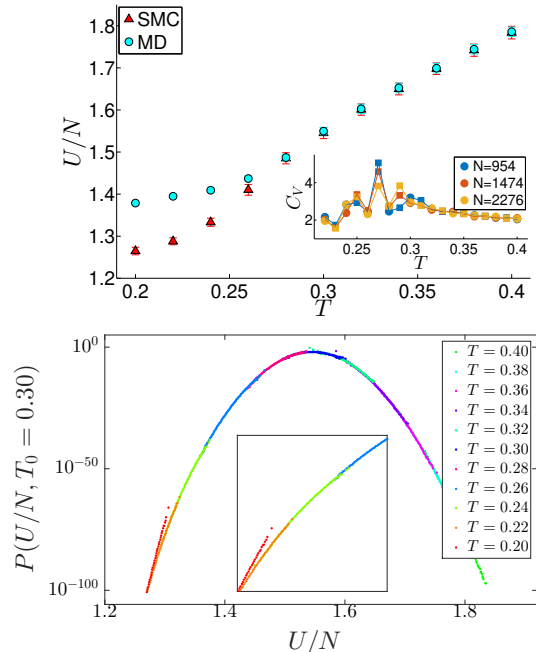 SMC
MD
1.8
1.7
1.6
1.5
1.4
1.3
1.2
U/N
0.2
0.25
0.3
0.35
0.4
T
N=954
N=1474
N=2276
4
2
C_V
0.25
0.3
0.35
0.4
T
10^0
10^{-50}
10^{-100}
P(U/N, T_0 = 0.30)
T = 0.40
T = 0.38
T = 0.36
T = 0.34
T = 0.32
T = 0.30
T = 0.28
T = 0.26
T = 0.24
T = 0.22
T = 0.20
1.2
1.4
1.6
1.8
U/N